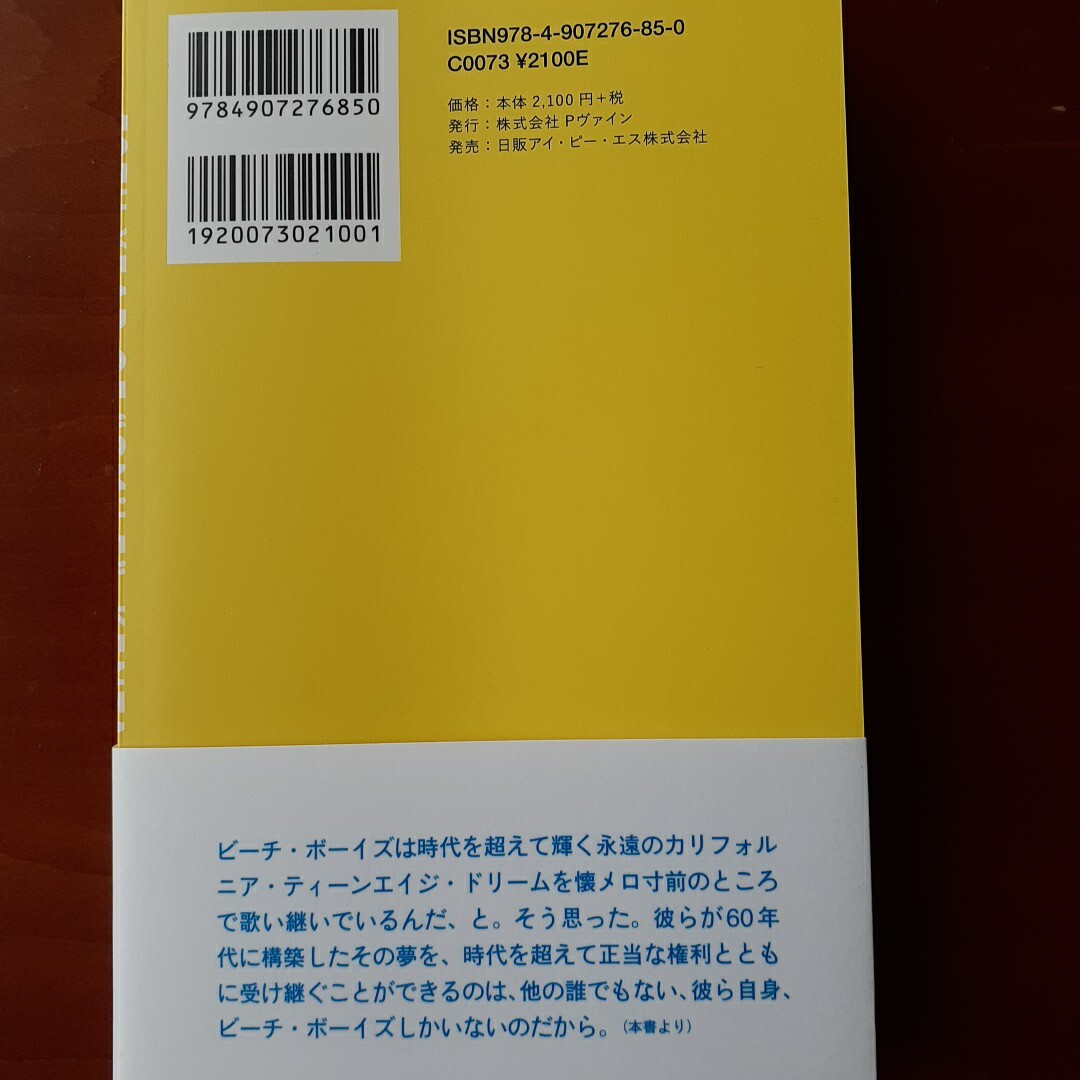 ISBN978-4-907276-85-0
C0073 ¥2100E
9784907276850
価格：本体 2,100 円+税
発行：株式会社 Pヴァイン
発売：日販アイ・ピー・エス株式会社
1920073021001
ビーチ・ボーイズは時代を超えて輝く永遠のカリフォル
ニア・ティーンエイジ・ドリームを懐メロ寸前のところ
で歌い継いでいるんだ、と。そう思った。彼らが60年
代に構築したその夢を、時代を超えて正当な権利ととも
に受け継ぐことができるのは、他の誰でもない、彼ら自身、
ビーチ・ボーイズしかいないのだから。（本書より）